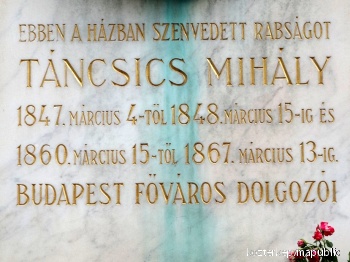 EBBEN A HÁZBAN SZENVEDETT RABSÁGOT
TÁNCSICS MIHÁLY
1847. MÁRCIUS 4-TŐL 1848. MÁRCIUS 15-IG ÉS
1860. MÁRCIUS 15-TŐL 1867. MÁRCIUS 13-IG.
BUDAPEST FŐVÁROS DOLGOZÓI